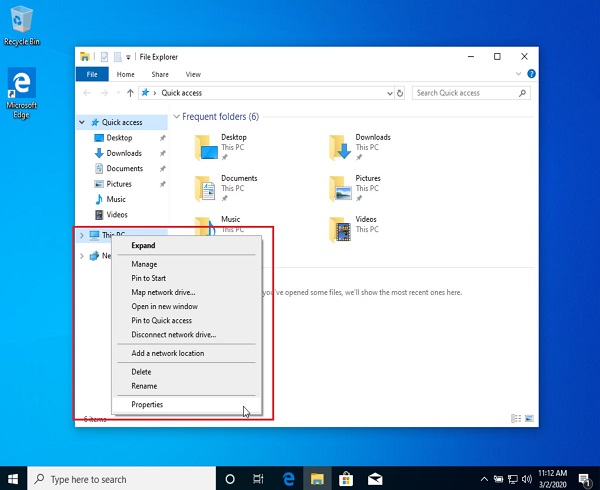 Recycle Bin
Microsoft
Edge
File Explorer
File
Home
Share
View
Quick access
Search Quick access
Quick access
Desktop
Downloads
Documents
Pictures
Music
Videos
This PC
Ne
Frequent folders (6)
Desktop
This PC
Downloads
This PC
Documents
This PC
Pictures
This PC
Music
Videos
This PC
you've opened some files, we'll show the most recent ones here.
Expand
Manage
Pin to Start
Map network drive...
Open in new window
Pin to Quick access
Disconnect network drive...
Add a network location
Delete
Rename
Properties
6 items
Type here to search
11:12 AM
3/2/2020
1